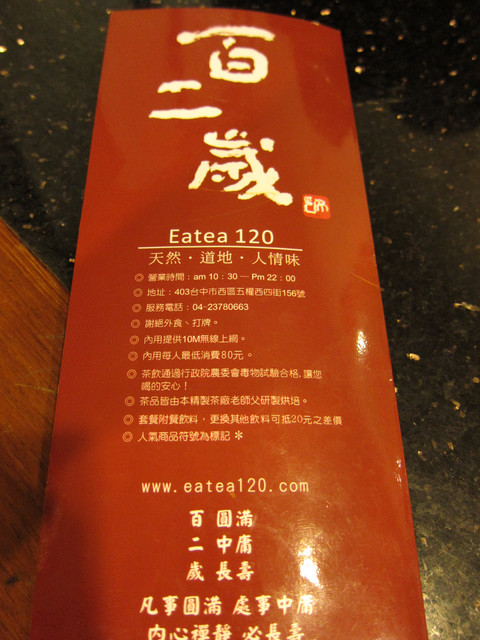 百二歲
Eatea 120
天然・道地・人情味
◎ 營業時間：am 10：30 — Pm 22：00
◎ 地址：403台中市西區五權西四街156號
◎ 服務電話：04-23780663
◎ 謝絕外食、打牌。
◎ 內用提供10M無線上網。
◎ 內用每人最低消費80元。
◎ 茶飲通過行政院農委會毒物試驗合格,讓您
喝的安心！
◎ 茶品皆由本精製茶廠老師父研製烘培。
◎ 套餐附餐飲料，更換其他飲料可抵20元之差價
◎ 人氣商品符號為標記 ＊
www.eatea120.com
百 圓滿
二 中庸
歲 長壽
凡事圓滿 處事中庸
內心禪靜 必長壽